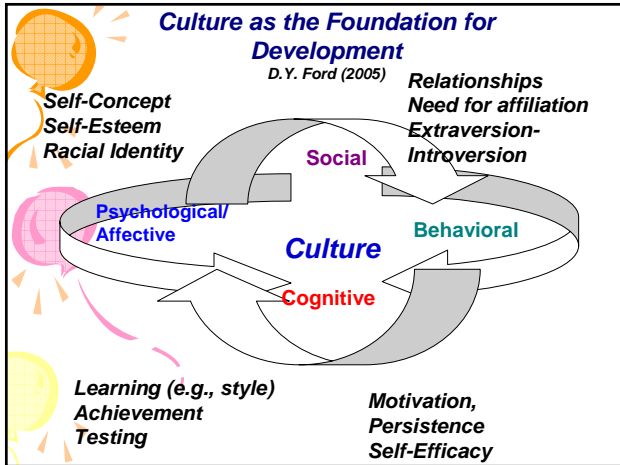 Culture as the Foundation for
Development
D.Y. Ford (2005)
Self-Concept
Self-Esteem
Racial Identity
Relationships
Need for affiliation
Extraversion-
Introversion
Social
Psychological/
Affective
Behavioral
Culture
Cognitive
Learning (e.g., style)
Achievement
Testing
Motivation,
Persistence
Self-Efficacy